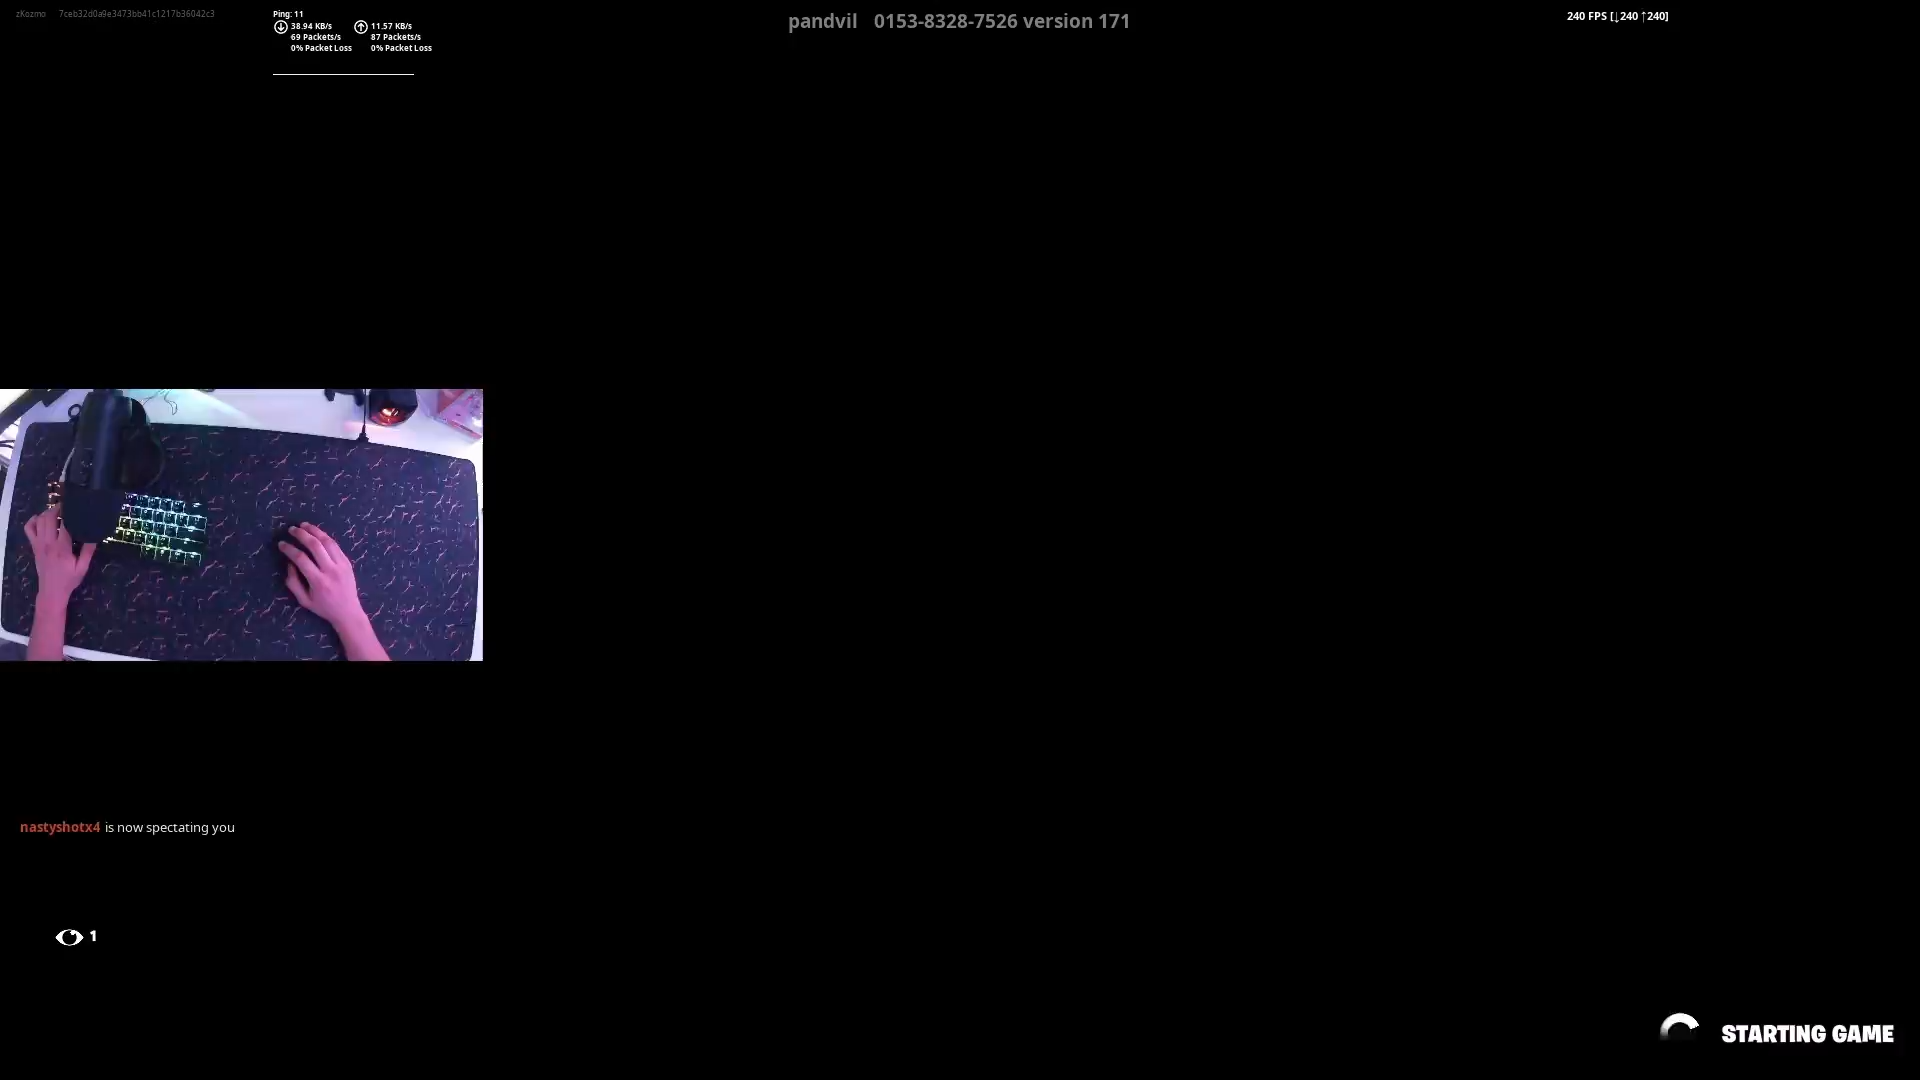 zKozmo 7ceb32d0a9e3473bb41c1217b36042c3
Ping: 11
38.94 KB/s 11.57 KB/s
69 Packets/s 87 Packets/s
0% Packet Loss 0% Packet Loss
pandvil 0153-8328-7526 version 171
240 FPS [↓240 ↑240]
nastyshotx4 is now spectating you
1
STARTING GAME